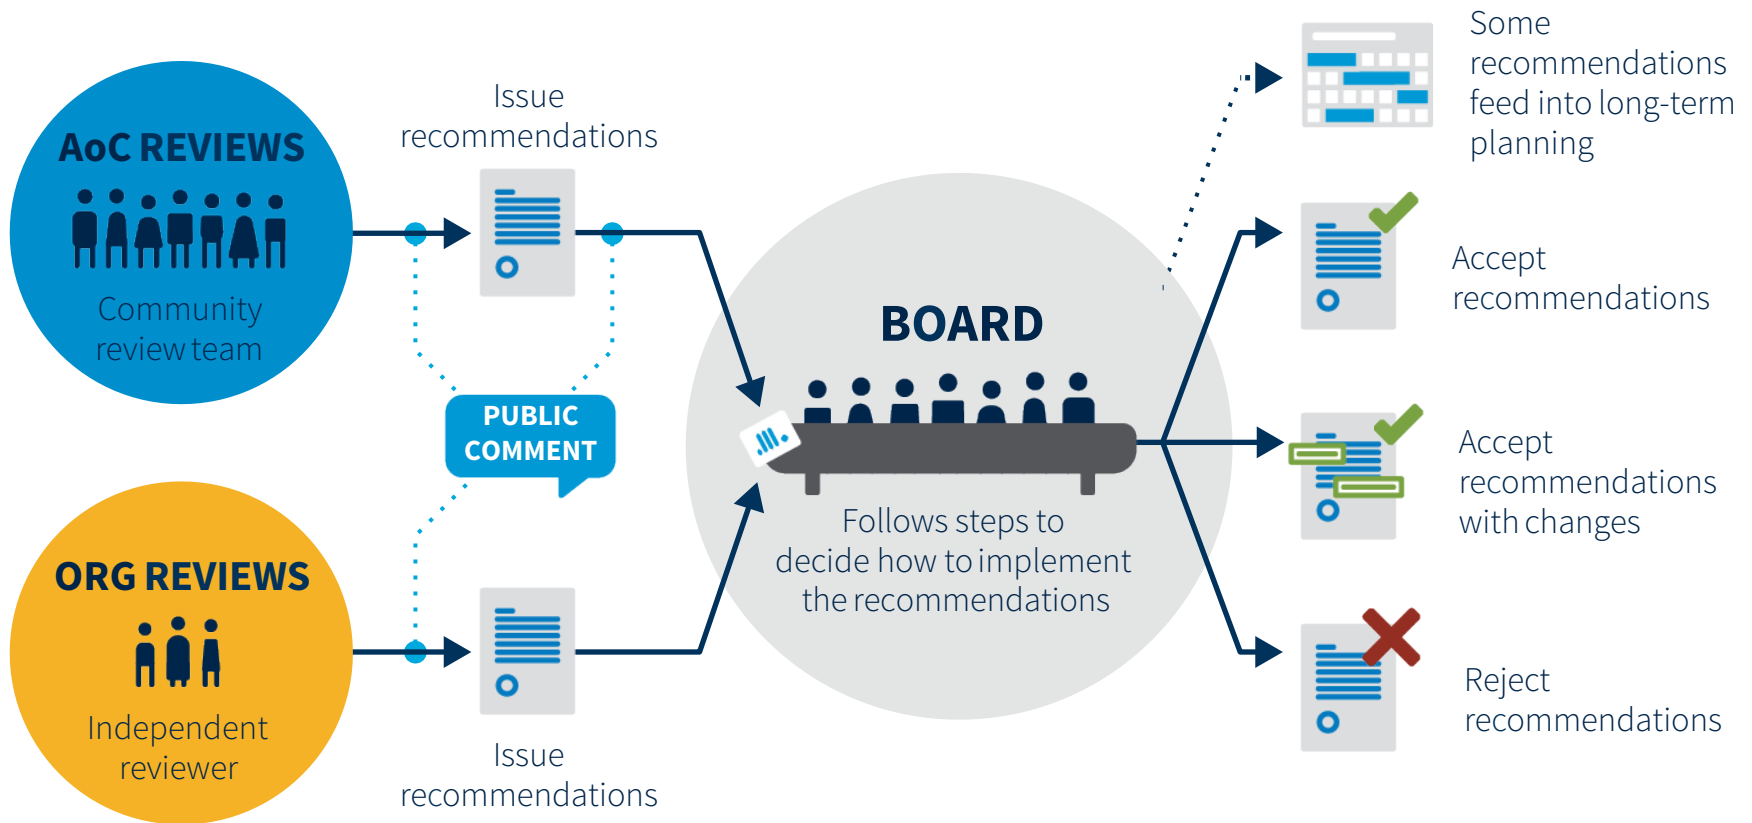 AoC REVIEWS
Community
review team
Issue
recommendations
PUBLIC
COMMENT
ORG REVIEWS
Independent
reviewer
Issue
recommendations
BOARD
Follows steps to
decide how to implement
the recommendations
Some
recommendations
feed into long-term
planning
Accept
recommendations
Accept
recommendations
with changes
Reject
recommendations